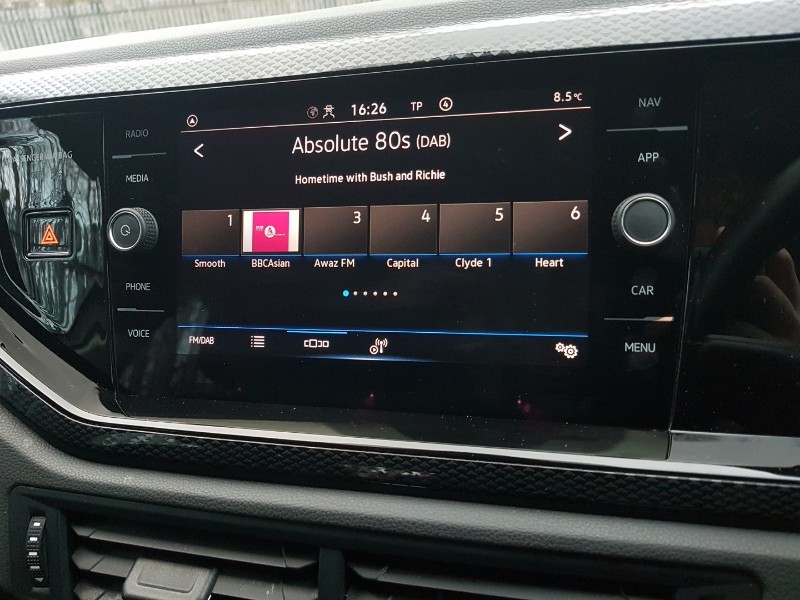 RADIO
MEDIA
PHONE
VOICE
16:26 TP 4 8.5°C
< Absolute 80s (DAB) >
Hometime with Bush and Richie
1 3 4 5 6
Smooth BBCAsian Awaz FM Capital Clyde 1 Heart
FM/DAB
NAV
APP
CAR
MENU